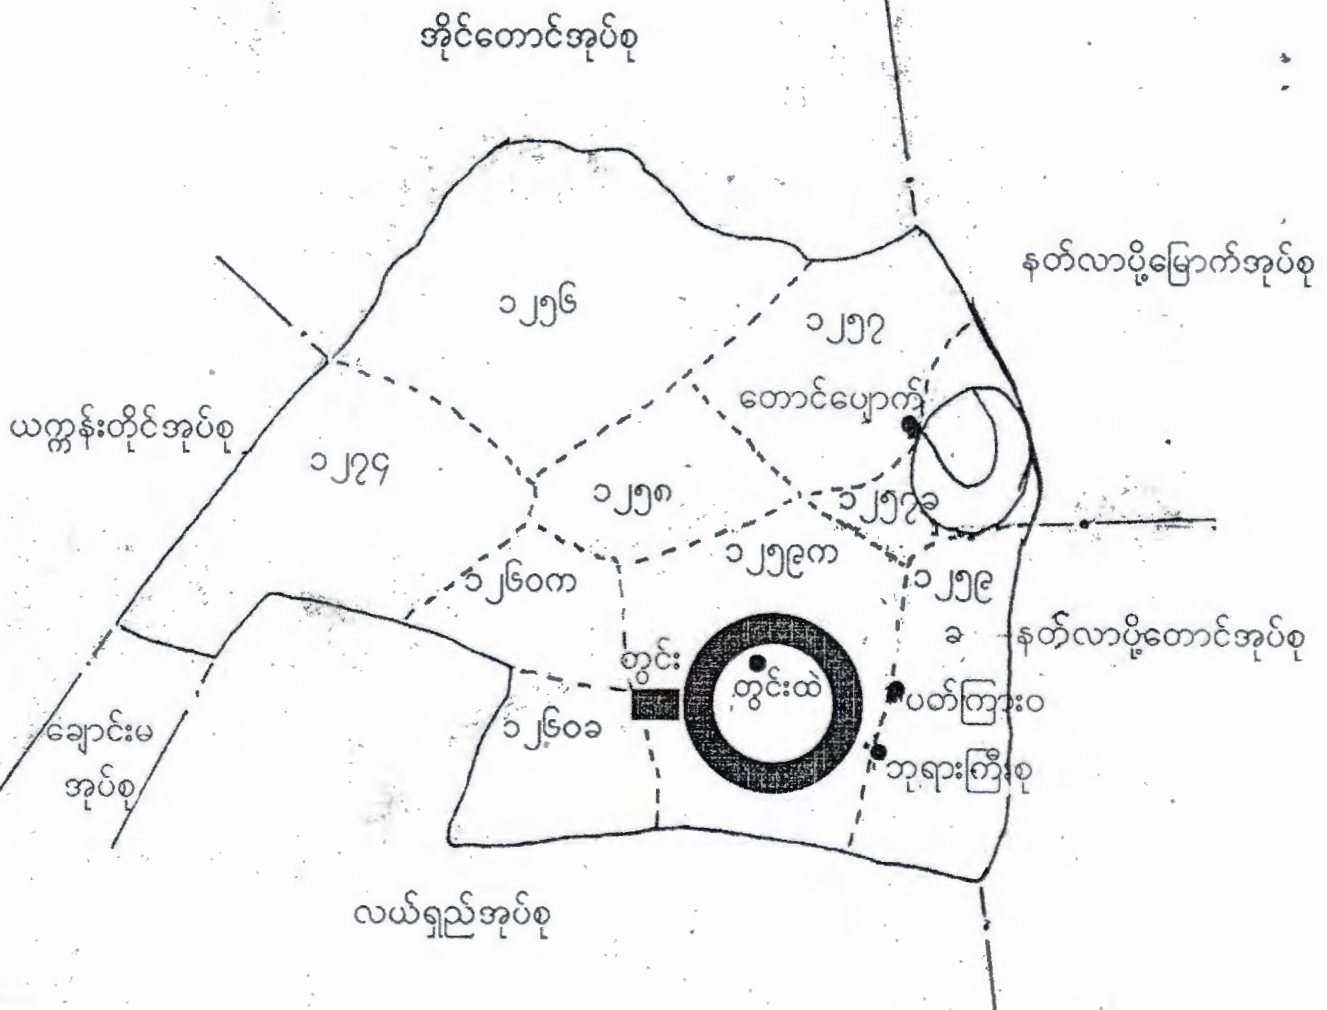 အိုင်တောင်အုပ်စု
နတ်လာပို့မြောက်အုပ်စု
၁၂၅၆
၁၂၅၇
တောင်ပျောက်
ယက္ကန်းတိုင်အုပ်စု
၁၂၇၄
၁၂၅၈
၁၂၅၇ခ
၁၂၅၉က
၁၂၆၀က
၁၂၅၉
ခ
နတ်လာပို့တောင်အုပ်စု
တွင်း
တွင်းထဲ
ပတ်ကြားဝ
၁၂၆၀ခ
ဘုရားကြီးစု
ချောင်းမ
အုပ်စု
လယ်ရှည်အုပ်စု